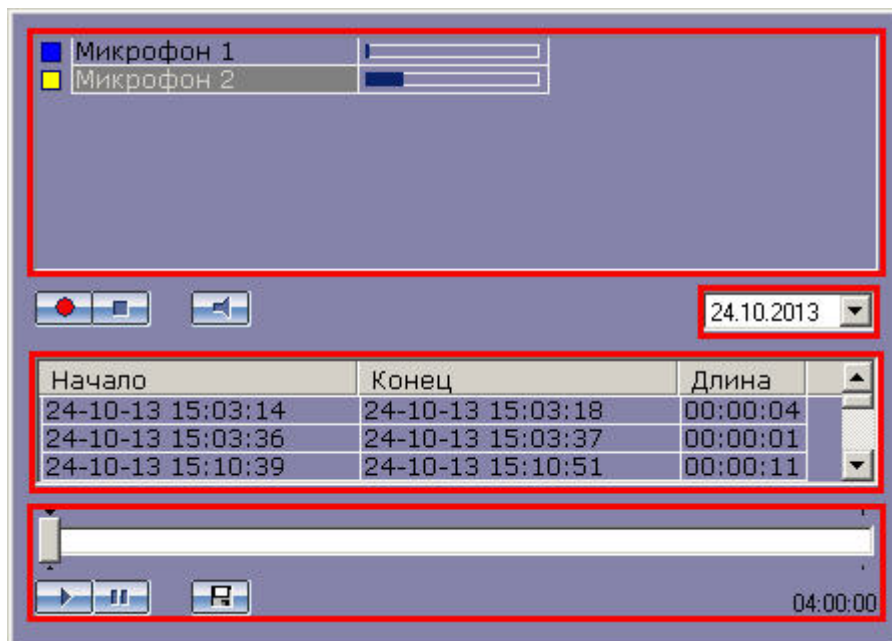 Микрофон 1
Микрофон 2
24.10.2013
Начало Конец Длина
24-10-13 15:03:14 24-10-13 15:03:18 00:00:04
24-10-13 15:03:36 24-10-13 15:03:37 00:00:01
24-10-13 15:10:39 24-10-13 15:10:51 00:00:11
04:00:00